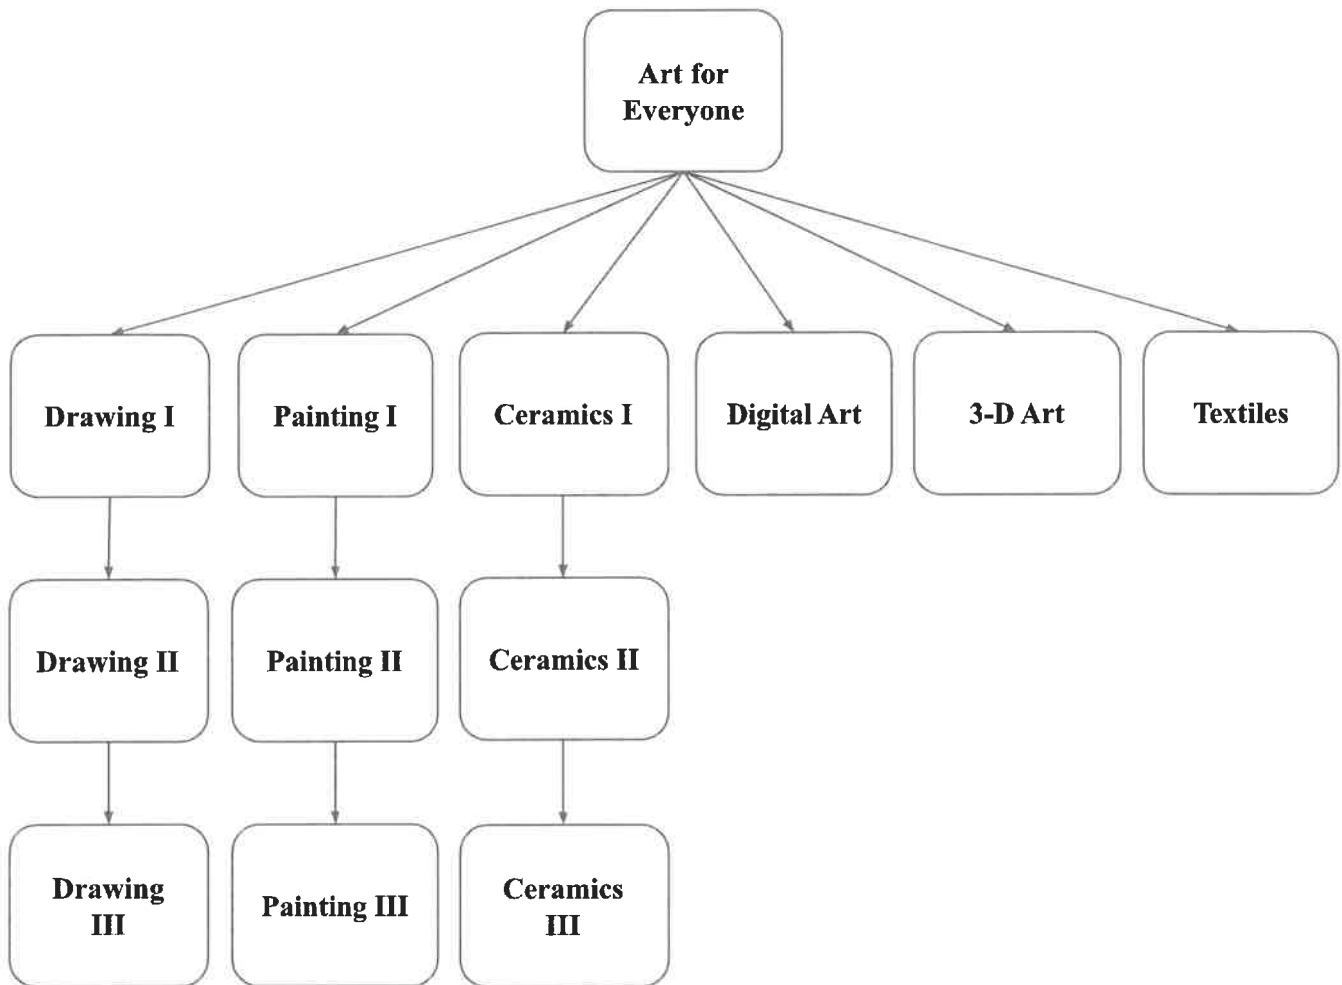 Art for
Everyone
Drawing I
Painting I
Ceramics I
Digital Art
3-D Art
Textiles
Drawing II
Painting II
Ceramics II
Drawing
III
Painting III
Ceramics
III